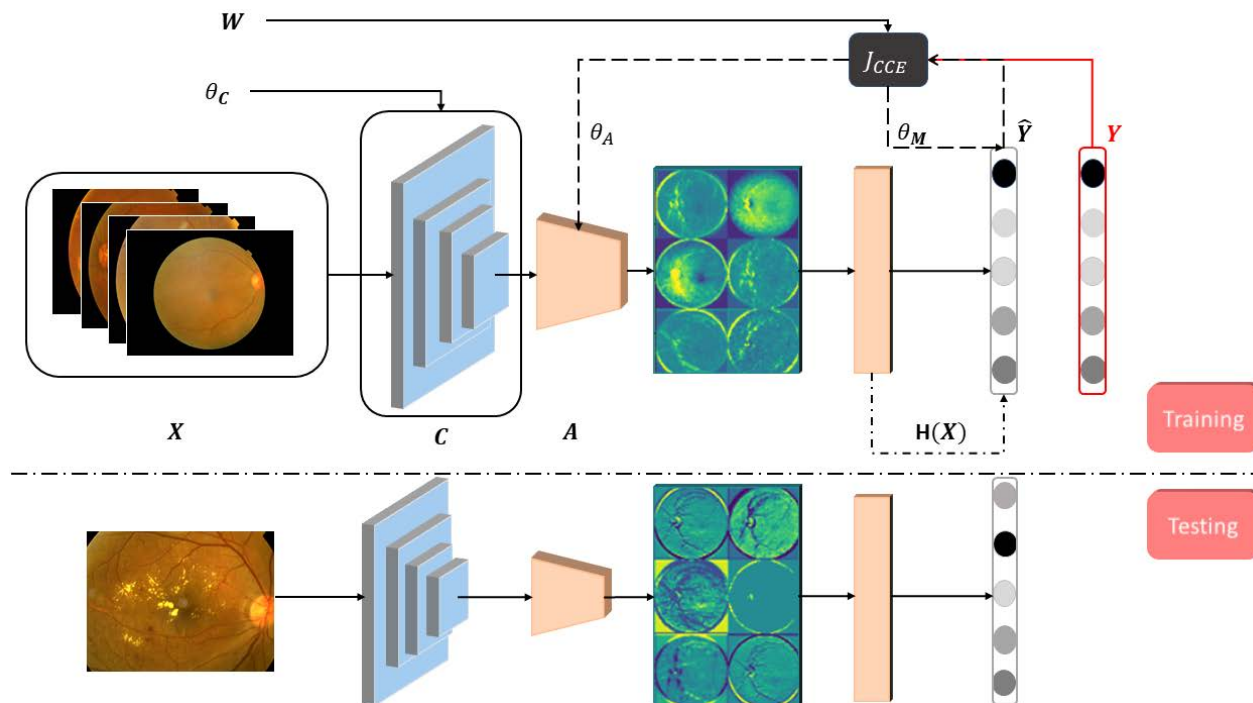 W
J_CCE
θ_C
θ_A
θ_M
Ŷ
Y
X
C
A
H(X)
Training
Testing